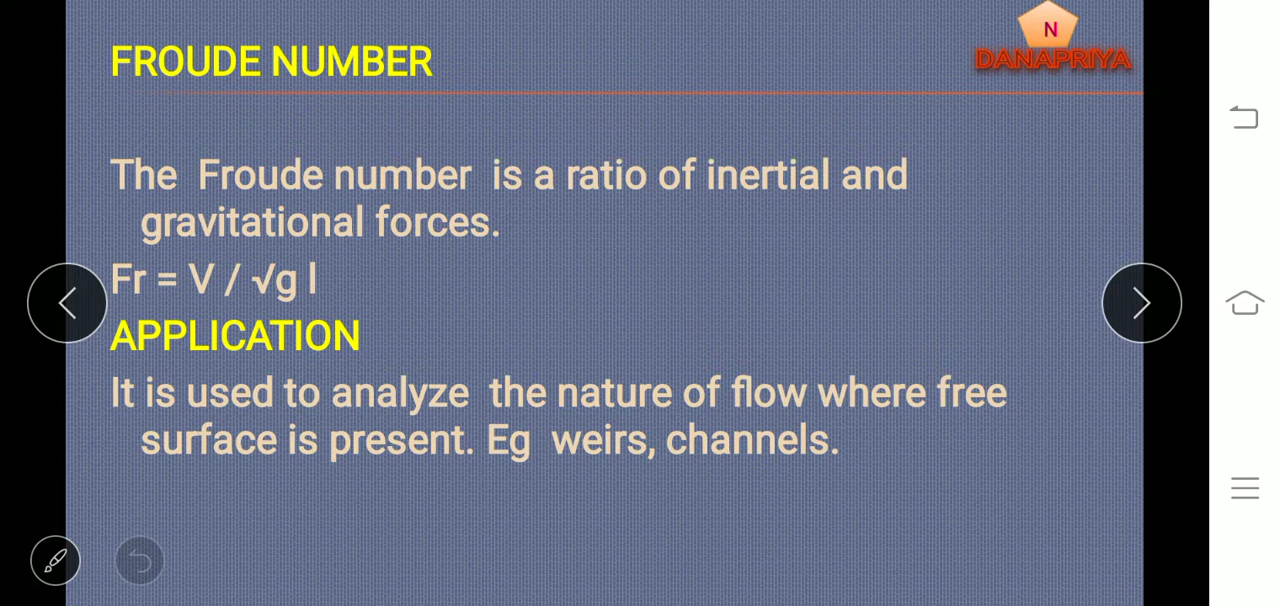 FROUDE NUMBER
N
DANAPRIYA
The Froude number is a ratio of inertial and
gravitational forces.
Fr = V / √g l
APPLICATION
It is used to analyze the nature of flow where free
surface is present. Eg weirs, channels.